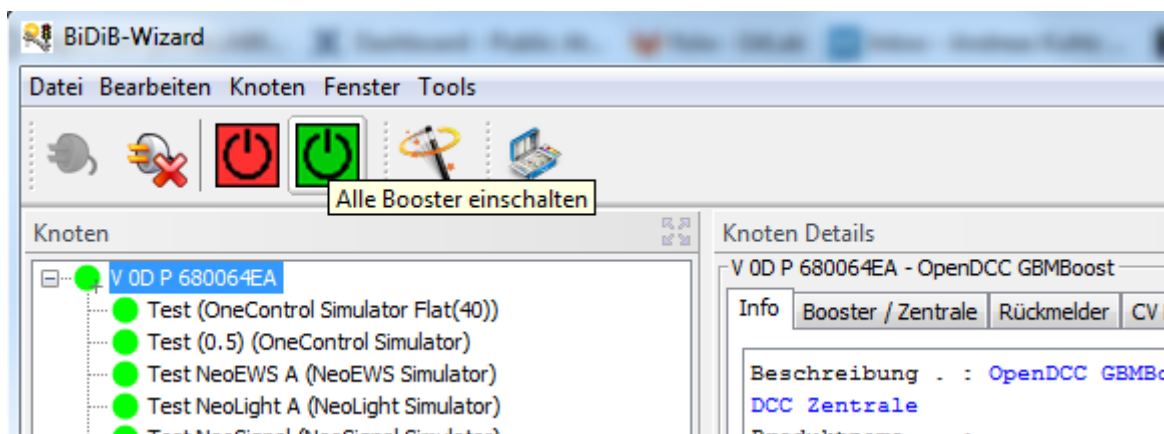 BiDiB-Wizard
Datei Bearbeiten Knoten Fenster Tools
Alle Booster einschalten
Knoten
V 0D P 680064EA
Test (OneControl Simulator Flat(40))
Test (0.5) (OneControl Simulator)
Test NeoEWS A (NeoEWS Simulator)
Test NeoLight A (NeoLight Simulator)
Knoten Details
V 0D P 680064EA - OpenDCC GBMBoost
Info Booster / Zentrale Rückmelder CV
Beschreibung . : OpenDCC GBMBo
DCC Zentrale